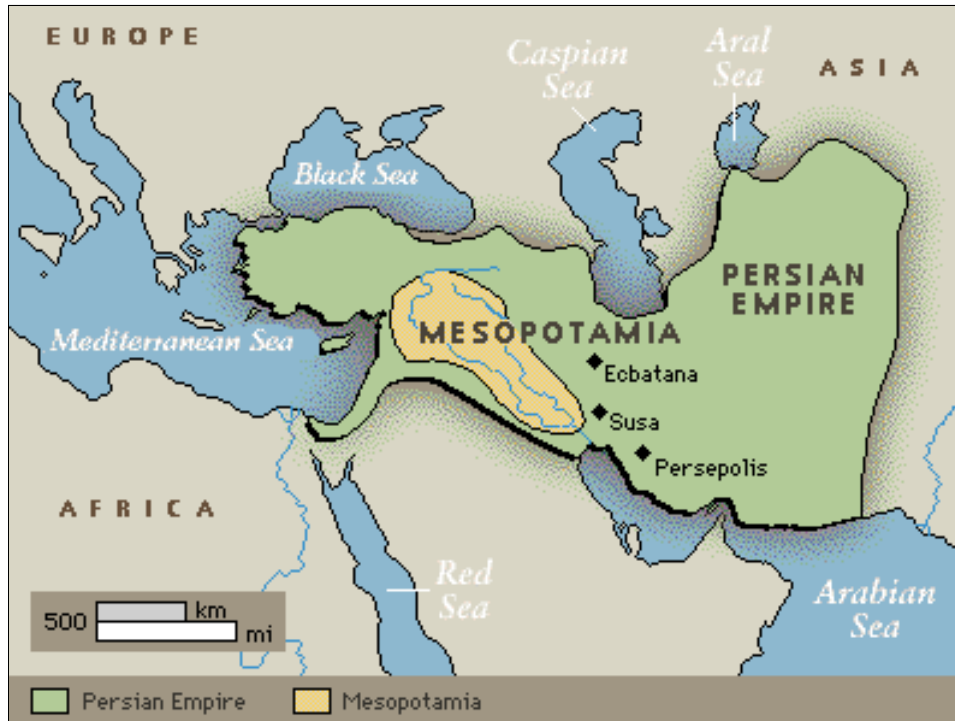 EUROPE
Caspian
Sea
Aral
Sea
ASIA
Black Sea
PERSIAN
EMPIRE
MESOPOTAMIA
Mediterranean Sea
Ecbatana
Susa
Persepolis
AFRICA
Red
Sea
Arabian
Sea
500 km
mi
Persian Empire
Mesopotamia